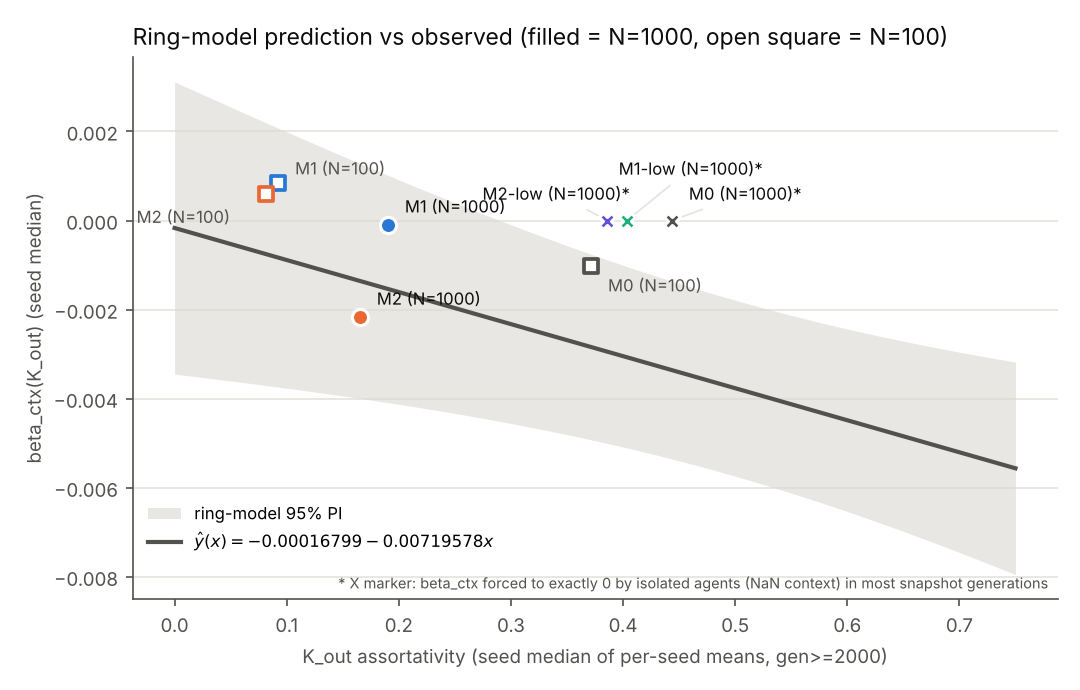 Ring-model prediction vs observed (filled = N=1000, open square = N=100)
beta_ctx(K_out) (seed median)
0.002
0.000
−0.002
−0.004
−0.006
−0.008
M1 (N=100)
M2 (N=100)
M1 (N=1000)
M2 (N=1000)
M2-low (N=1000)*
M1-low (N=1000)*
M0 (N=1000)*
M0 (N=100)
ring-model 95% PI
ŷ(x) = −0.00016799 − 0.00719578x
* X marker: beta_ctx forced to exactly 0 by isolated agents (NaN context) in most snapshot generations
0.0 0.1 0.2 0.3 0.4 0.5 0.6 0.7
K_out assortativity (seed median of per-seed means, gen>=2000)